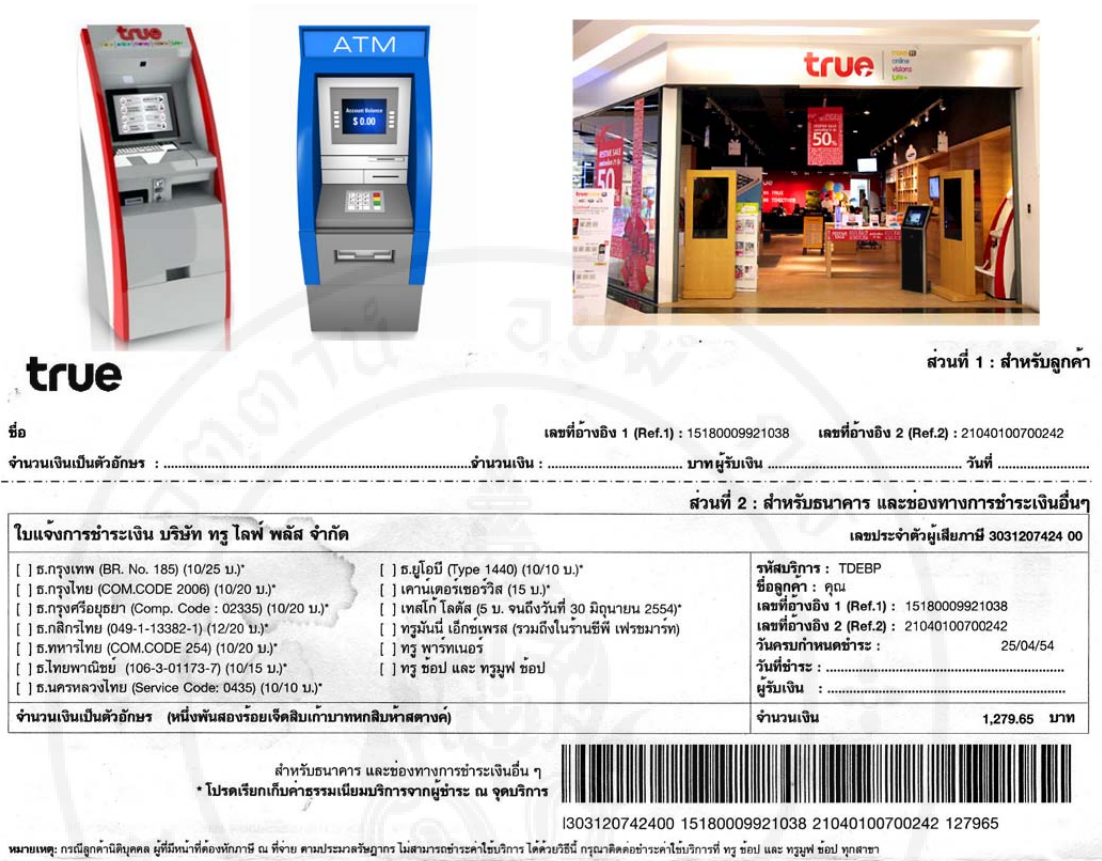 true
ATM
Account Balance
$ 0.00
true
online
visions
FESTIVE SALE
50%
FESTIVE SALE
50
true
ส่วนที่ 1 : สำหรับลูกค้า
ชื่อ เลขที่อ้างอิง 1 (Ref.1) : 15180009921038 เลขที่อ้างอิง 2 (Ref.2) : 21040100700242
จำนวนเงินเป็นตัวอักษร : ........ จำนวนเงิน : ........ บาท ผู้รับเงิน ........ วันที่ ........
ส่วนที่ 2 : สำหรับธนาคาร และช่องทางการชำระเงินอื่นๆ
ใบแจ้งการชำระเงิน บริษัท ทรู ไลฟ์ พลัส จำกัด เลขประจำตัวผู้เสียภาษี 3031207424 00
[ ] ธ.กรุงเทพ (BR. No. 185) (10/25 บ.)* [ ] ธ.ยูโอบี (Type 1440) (10/10 บ.)* รหัสบริการ : TDEBP
[ ] ธ.กรุงไทย (COM.CODE 2006) (10/20 บ.)* [ ] เคาน์เตอร์เซอร์วิส (15 บ.)* ชื่อลูกค้า : คุณ
[ ] ธ.กรุงศรีอยุธยา (Comp. Code : 02335) (10/20 บ.)* [ ] เทสโก้ โลตัส (5 บ. จนถึงวันที่ 30 มิถุนายน 2554)* เลขที่อ้างอิง 1 (Ref.1) : 15180009921038
[ ] ธ.กสิกรไทย (049-1-13382-1) (12/20 บ.)* [ ] ทรูมันนี่ เอ็กซ์เพรส (รวมถึงในร้านซีพี เฟรชมาร์ท) เลขที่อ้างอิง 2 (Ref.2) : 21040100700242
[ ] ธ.ทหารไทย (COM.CODE 254) (10/20 บ.)* [ ] ทรู พาร์ทเนอร์ วันครบกำหนดชำระ : 25/04/54
[ ] ธ.ไทยพาณิชย์ (106-3-01173-7) (10/15 บ.)* [ ] ทรู ช้อป และ ทรูมูฟ ช้อป วันที่ชำระ : ........
[ ] ธ.นครหลวงไทย (Service Code: 0435) (10/10 บ.)* ผู้รับเงิน : ........
จำนวนเงินเป็นตัวอักษร (หนึ่งพันสองร้อยเจ็ดสิบเก้าบาทหกสิบห้าสตางค์) จำนวนเงิน 1,279.65 บาท
สำหรับธนาคาร และช่องทางการชำระเงินอื่น ๆ
* โปรดเรียกเก็บค่าธรรมเนียมบริการจากผู้ชำระ ณ จุดบริการ
|303120742400 15180009921038 21040100700242 127965
หมายเหตุ: กรณีลูกค้านิติบุคคล ผู้ที่มีหน้าที่ต้องหักภาษี ณ ที่จ่าย ตามประมวลรัษฎากร ไม่สามารถชำระค่าใช้บริการ ได้ด้วยวิธีนี้ กรุณาติดต่อชำระค่าใช้บริการที่ ทรู ช้อป และ ทรูมูฟ ช้อป ทุกสาขา